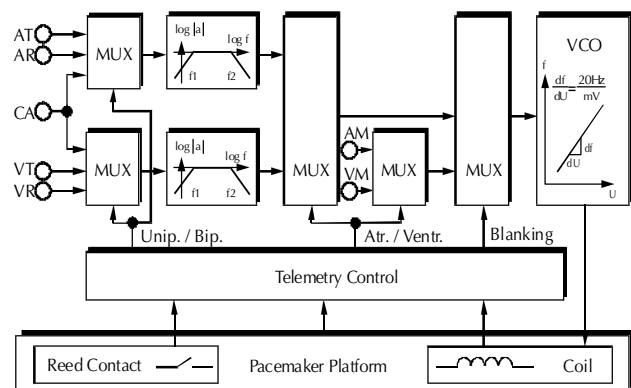 AT
AR
CA
VT
VR
MUX
MUX
log |a|
log f
f1
f2
log |a|
log f
f1
f2
MUX
AM
VM
MUX
MUX
VCO
f
df
dU
=
20Hz
mV
df
dU
U
Unip. / Bip.
Atr. / Ventr.
Blanking
Telemetry Control
Reed Contact
Pacemaker Platform
Coil